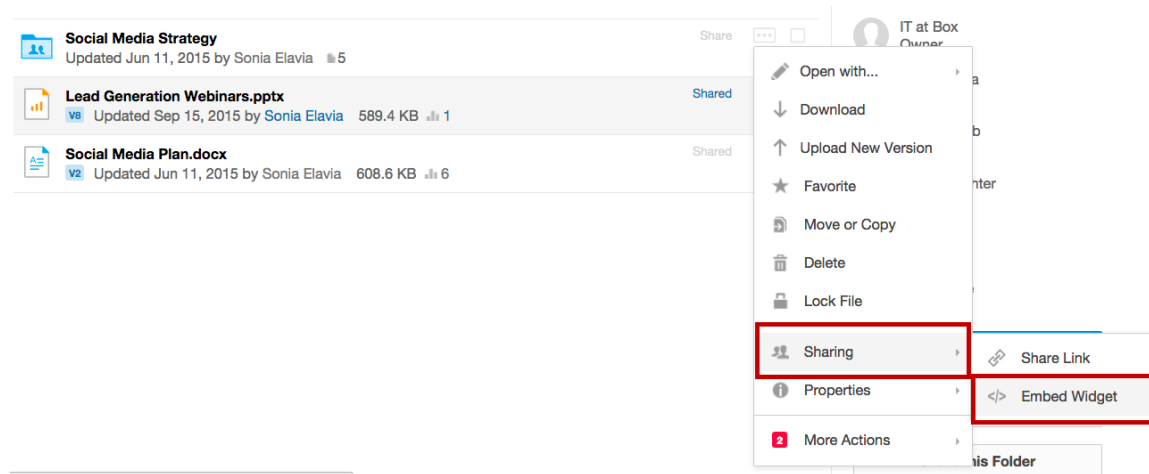 Social Media Strategy
Share
IT at Box
Owner
Updated Jun 11, 2015 by Sonia Elavia 5
Lead Generation Webinars.pptx
Shared
V8 Updated Sep 15, 2015 by Sonia Elavia 589.4 KB 1
Social Media Plan.docx
Shared
V2 Updated Jun 11, 2015 by Sonia Elavia 608.6 KB 6
Open with...
Download
Upload New Version
Favorite
Move or Copy
Delete
Lock File
Sharing
Share Link
Properties
</> Embed Widget
2 More Actions
his Folder